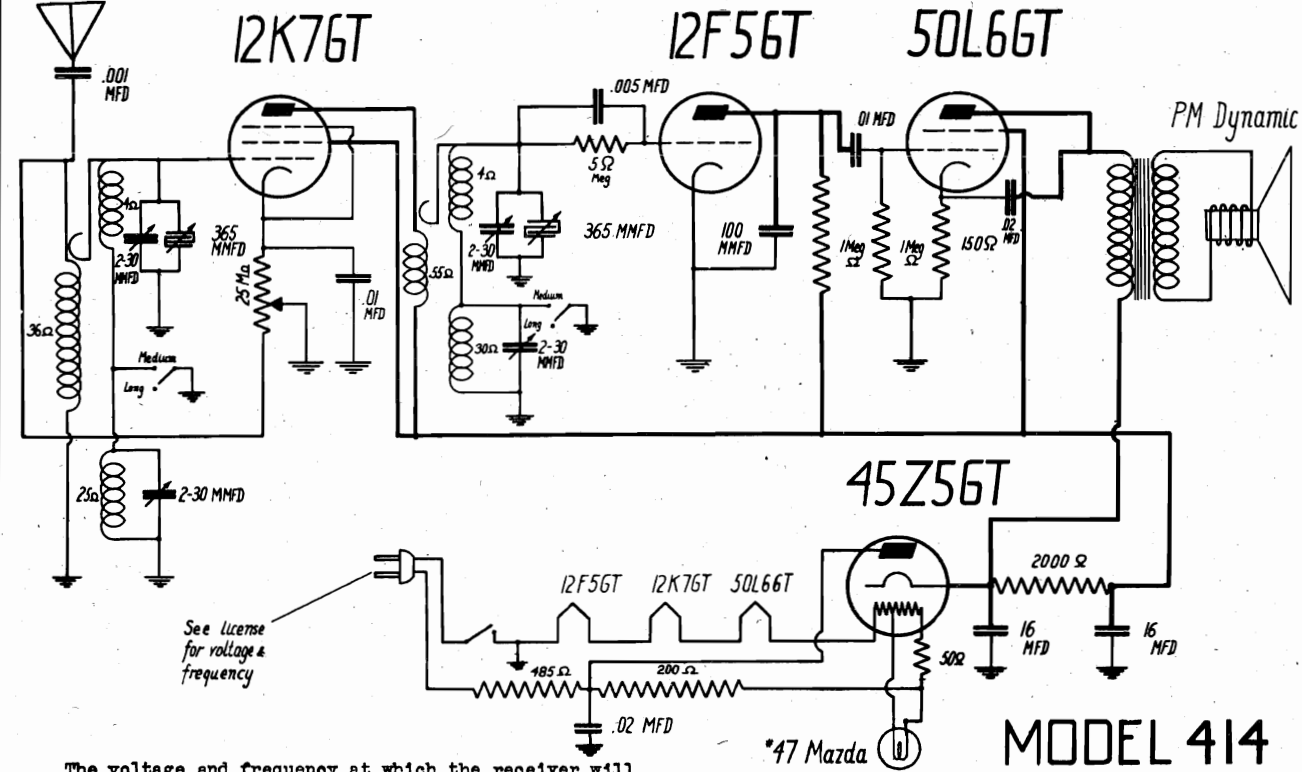 12K7GT
12F5GT
50L6GT
.001
MFD
.005 MFD
5Ω
Meg
01 MFD
PM Dynamic
4Ω
2-30
MMFD
365
MMFD
25 MΩ
.01
MFD
36Ω
Medium
Long
25Ω
2-30 MMFD
55Ω
4Ω
2-30
MMFD
365 MMFD
Medium
Long
30Ω
2-30
MMFD
100
MMFD
1Meg
Ω
1Meg
Ω
150Ω
.02
MFD
45Z5GT
12F5GT
12K7GT
50L6GT
See license
for voltage &
frequency
485Ω
200Ω
.02 MFD
50Ω
2000 Ω
16
MFD
16
MFD
#47 Mazda
MODEL 414
The voltage and frequency at which the receiver will